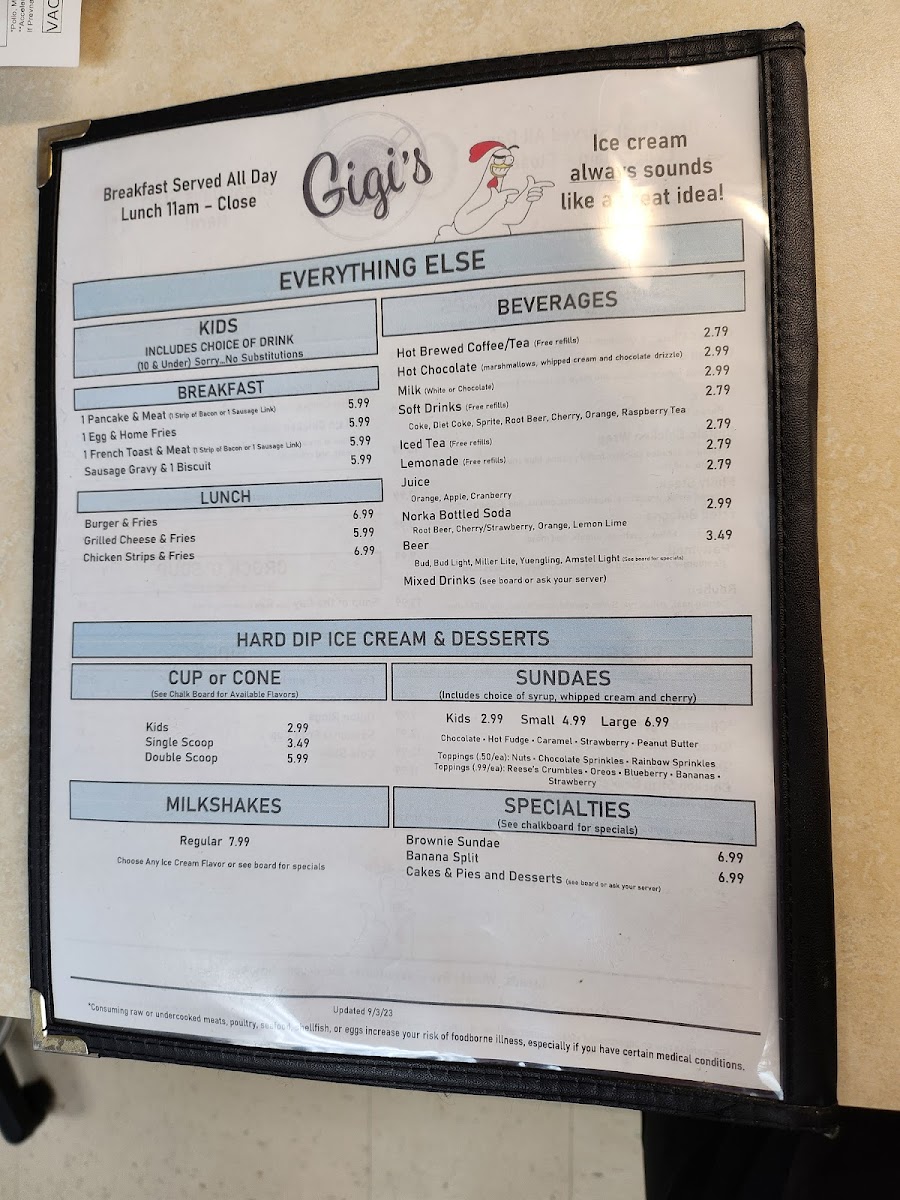 Breakfast Served All Day
Lunch 11am – Close
Gigi's
Ice cream
always sounds
like a great idea!
EVERYTHING ELSE
KIDS
INCLUDES CHOICE OF DRINK
(10 & Under) Sorry...No Substitutions
BREAKFAST
1 Pancake & Meat (1 Strip of Bacon or 1 Sausage Link) 5.99
1 Egg & Home Fries 5.99
1 French Toast & Meat (1 Strip of Bacon or 1 Sausage Link) 5.99
Sausage Gravy & 1 Biscuit 5.99
LUNCH
Burger & Fries 6.99
Grilled Cheese & Fries 5.99
Chicken Strips & Fries 6.99
BEVERAGES
Hot Brewed Coffee/Tea (Free refills) 2.79
Hot Chocolate (marshmallows, whipped cream and chocolate drizzle) 2.99
Milk (White or Chocolate) 2.99
Soft Drinks (Free refills) 2.79
Coke, Diet Coke, Sprite, Root Beer, Cherry, Orange, Raspberry Tea
Iced Tea (Free refills) 2.79
Lemonade (Free refills) 2.79
Juice 2.79
Orange, Apple, Cranberry
Norka Bottled Soda 2.99
Root Beer, Cherry/Strawberry, Orange, Lemon Lime
Beer 3.49
Bud, Bud Light, Miller Lite, Yuengling, Amstel Light (See board for specials)
Mixed Drinks (see board or ask your server)
HARD DIP ICE CREAM & DESSERTS
CUP or CONE
(See Chalk Board for Available Flavors)
Kids 2.99
Single Scoop 3.49
Double Scoop 5.99
SUNDAES
(Includes choice of syrup, whipped cream and cherry)
Kids 2.99 Small 4.99 Large 6.99
Chocolate • Hot Fudge • Caramel • Strawberry • Peanut Butter
Toppings (.50/ea): Nuts • Chocolate Sprinkles • Rainbow Sprinkles
Toppings (.99/ea): Reese's Crumbles • Oreos • Blueberry • Bananas •
Strawberry
MILKSHAKES
Regular 7.99
Choose Any Ice Cream Flavor or see board for specials
SPECIALTIES
(See chalkboard for specials)
Brownie Sundae 6.99
Banana Split 6.99
Cakes & Pies and Desserts (see board or ask your server)
Updated 9/3/23
*Consuming raw or undercooked meats, poultry, seafood, shellfish, or eggs increase your risk of foodborne illness, especially if you have certain medical conditions.